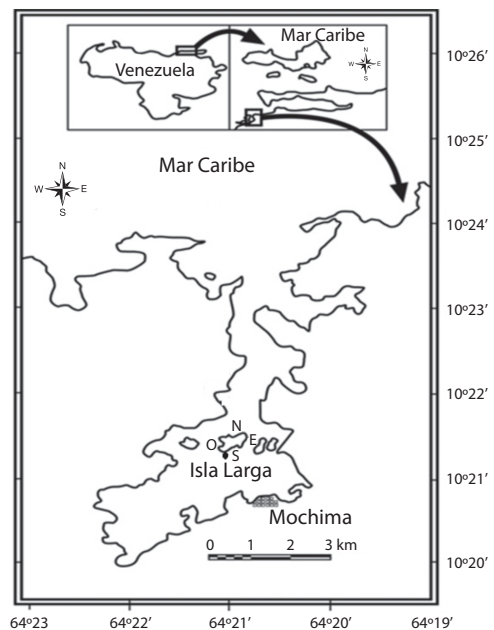 Mar Caribe
N
W E
S
Venezuela
10º26'
10º25'
Mar Caribe
N
W E
S
10º24'
10º23'
10º22'
N
O E
S
Isla Larga
10º21'
Mochima
0 1 2 3 km
10º20'
64º23' 64º22' 64º21' 64º20' 64º19'